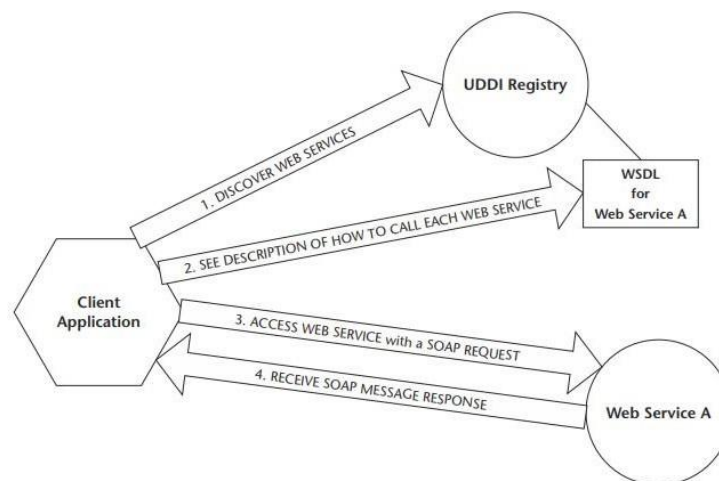 UDDI Registry
1. DISCOVER WEB SERVICES
WSDL
for
Web Service A
2. SEE DESCRIPTION OF HOW TO CALL EACH WEB SERVICE
Client
Application
3. ACCESS WEB SERVICE with a SOAP REQUEST
4. RECEIVE SOAP MESSAGE RESPONSE
Web Service A